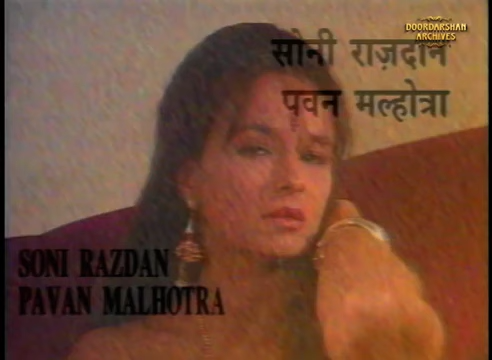 DOORDARSHAN
ARCHIVES
सोनी राज़दान
पवन मल्होत्रा
SONI RAZDAN
PAVAN MALHOTRA